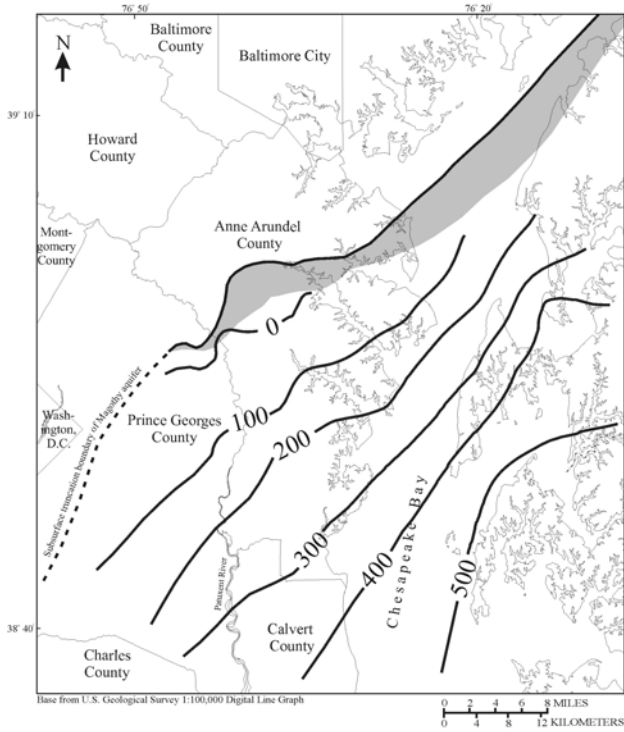 76˚ 50
76˚ 20
N
Baltimore
County
Baltimore City
39˚10
Howard
County
Mont-
gomery
County
Anne Arundel
County
0
Wash-
ington,
D.C.
Subsurface truncation boundary of Magothy aquifer
Prince Georges
County
100
200
300
400
500
Chesapeake Bay
Patuxent River
38˚40
Calvert
County
Charles
County
Base from U.S. Geological Survey 1:100,000 Digital Line Graph
0 2 4 6 8 MILES
0 4 8 12 KILOMETERS